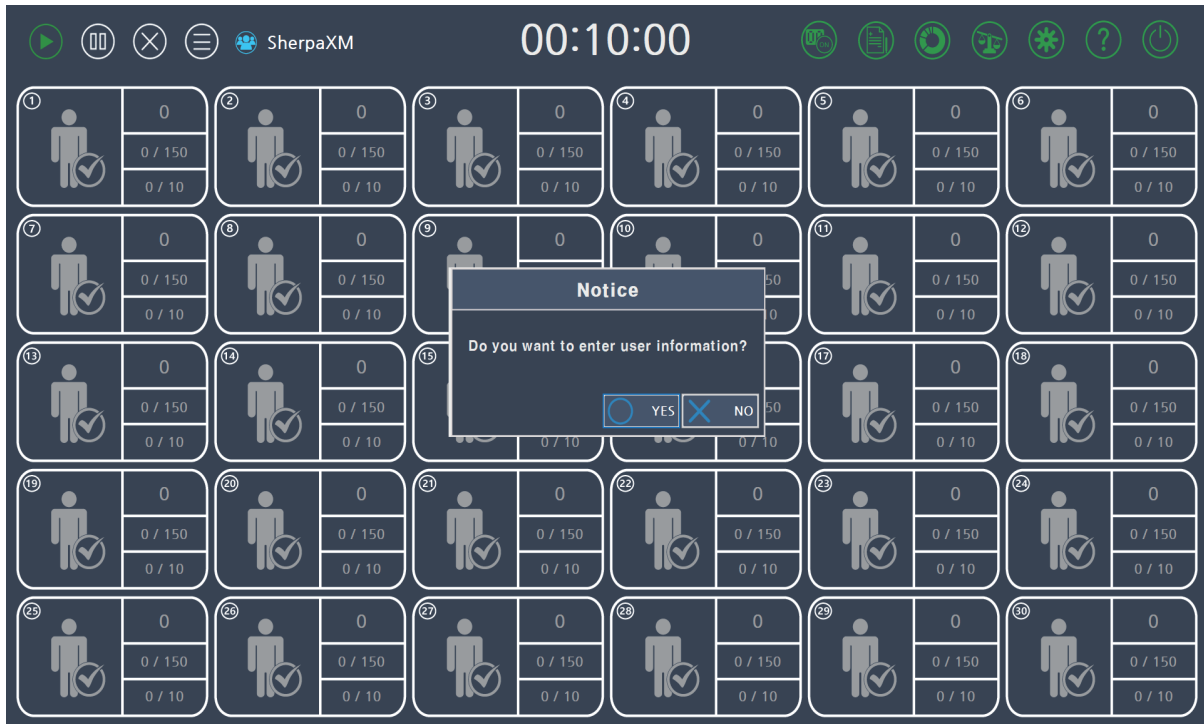 SherpaXM 00:10:00 ON ?
1 0 2 0 3 0 4 0 5 0 6 0
0 / 150 0 / 150 0 / 150 0 / 150 0 / 150 0 / 150
0 / 10 0 / 10 0 / 10 0 / 10 0 / 10 0 / 10
7 0 8 0 9 0 10 0 11 0 12 0
0 / 150 0 / 150 50 0 / 150 0 / 150
0 / 10 0 / 10 0 0 / 10 0 / 10
Notice
Do you want to enter user information?
YES NO
13 0 14 0 15 17 0 18 0
0 / 150 0 / 150 50 0 / 150 0 / 150
0 / 10 0 / 10 0 / 10 0 / 10 0 / 10 0 / 10
19 0 20 0 21 0 22 0 23 0 24 0
0 / 150 0 / 150 0 / 150 0 / 150 0 / 150 0 / 150
0 / 10 0 / 10 0 / 10 0 / 10 0 / 10 0 / 10
25 0 26 0 27 0 28 0 29 0 30 0
0 / 150 0 / 150 0 / 150 0 / 150 0 / 150 0 / 150
0 / 10 0 / 10 0 / 10 0 / 10 0 / 10 0 / 10